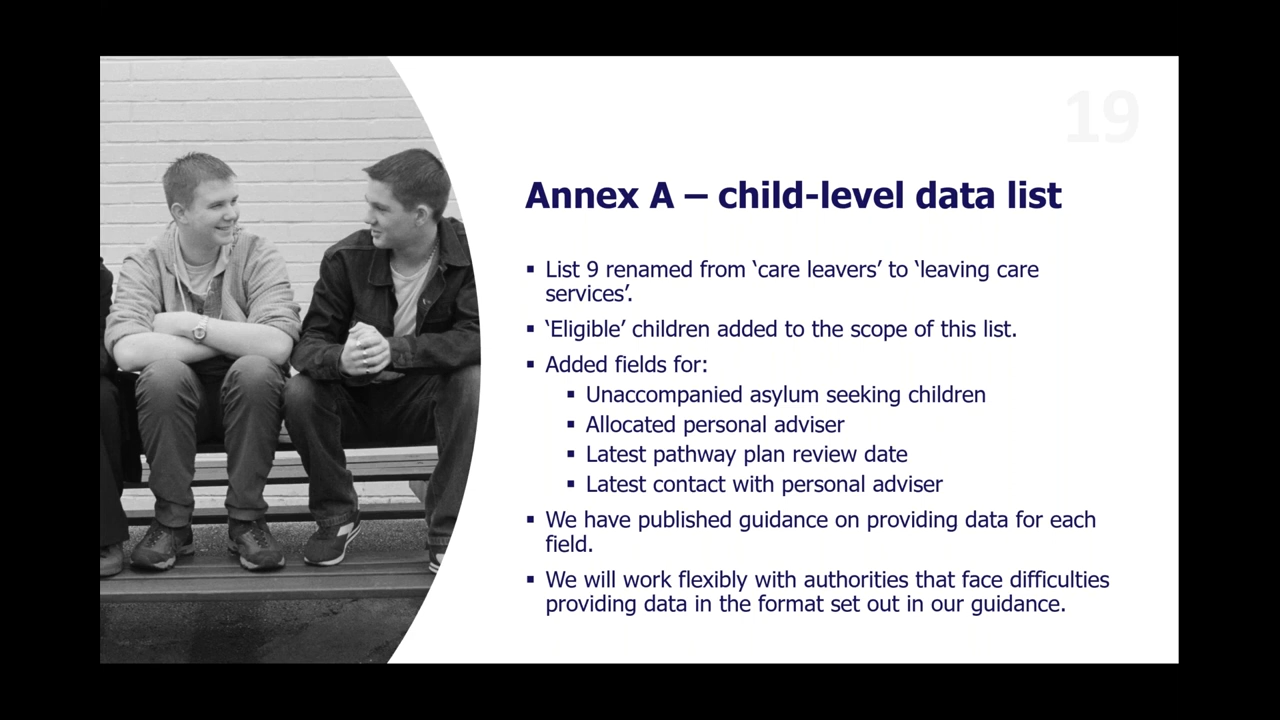 19
Annex A – child-level data list
▪ List 9 renamed from ‘care leavers’ to ‘leaving care
services’.
▪ ‘Eligible’ children added to the scope of this list.
▪ Added fields for:
▪ Unaccompanied asylum seeking children
▪ Allocated personal adviser
▪ Latest pathway plan review date
▪ Latest contact with personal adviser
▪ We have published guidance on providing data for each
field.
▪ We will work flexibly with authorities that face difficulties
providing data in the format set out in our guidance.